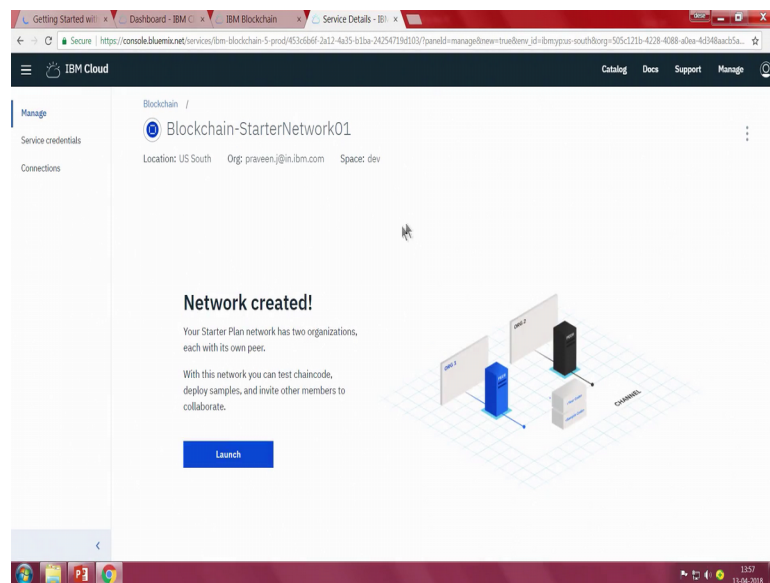 Getting Started with
Dashboard - IBM C
IBM Blockchain
Service Details - IBM
Secure
https://console.bluemix.net/services/ibm-blockchain-5-prod/453c6b6f-2a12-4a35-b1ba-24254719d103/?paneId=manage&new=true&env_id=ibm:yp:us-south&org=505c121b-4228-4088-a0ea-4d348aacb5a...
IBM Cloud
Catalog Docs Support Manage
Manage
Service credentials
Connections
Blockchain /
Blockchain-StarterNetwork01
Location: US South Org: praveen.j@in.ibm.com Space: dev
Network created!
Your Starter Plan network has two organizations,
each with its own peer.
With this network you can test chaincode,
deploy samples, and invite other members to
collaborate.
Launch
ORG 2
ORG 1
CHANNEL
13:57
13-04-2018